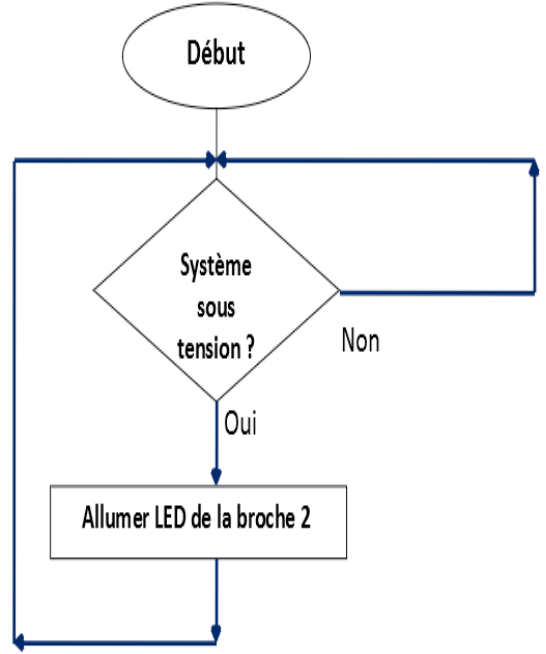 Début
Système
sous
tension ?
Non
Oui
Allumer LED de la broche 2